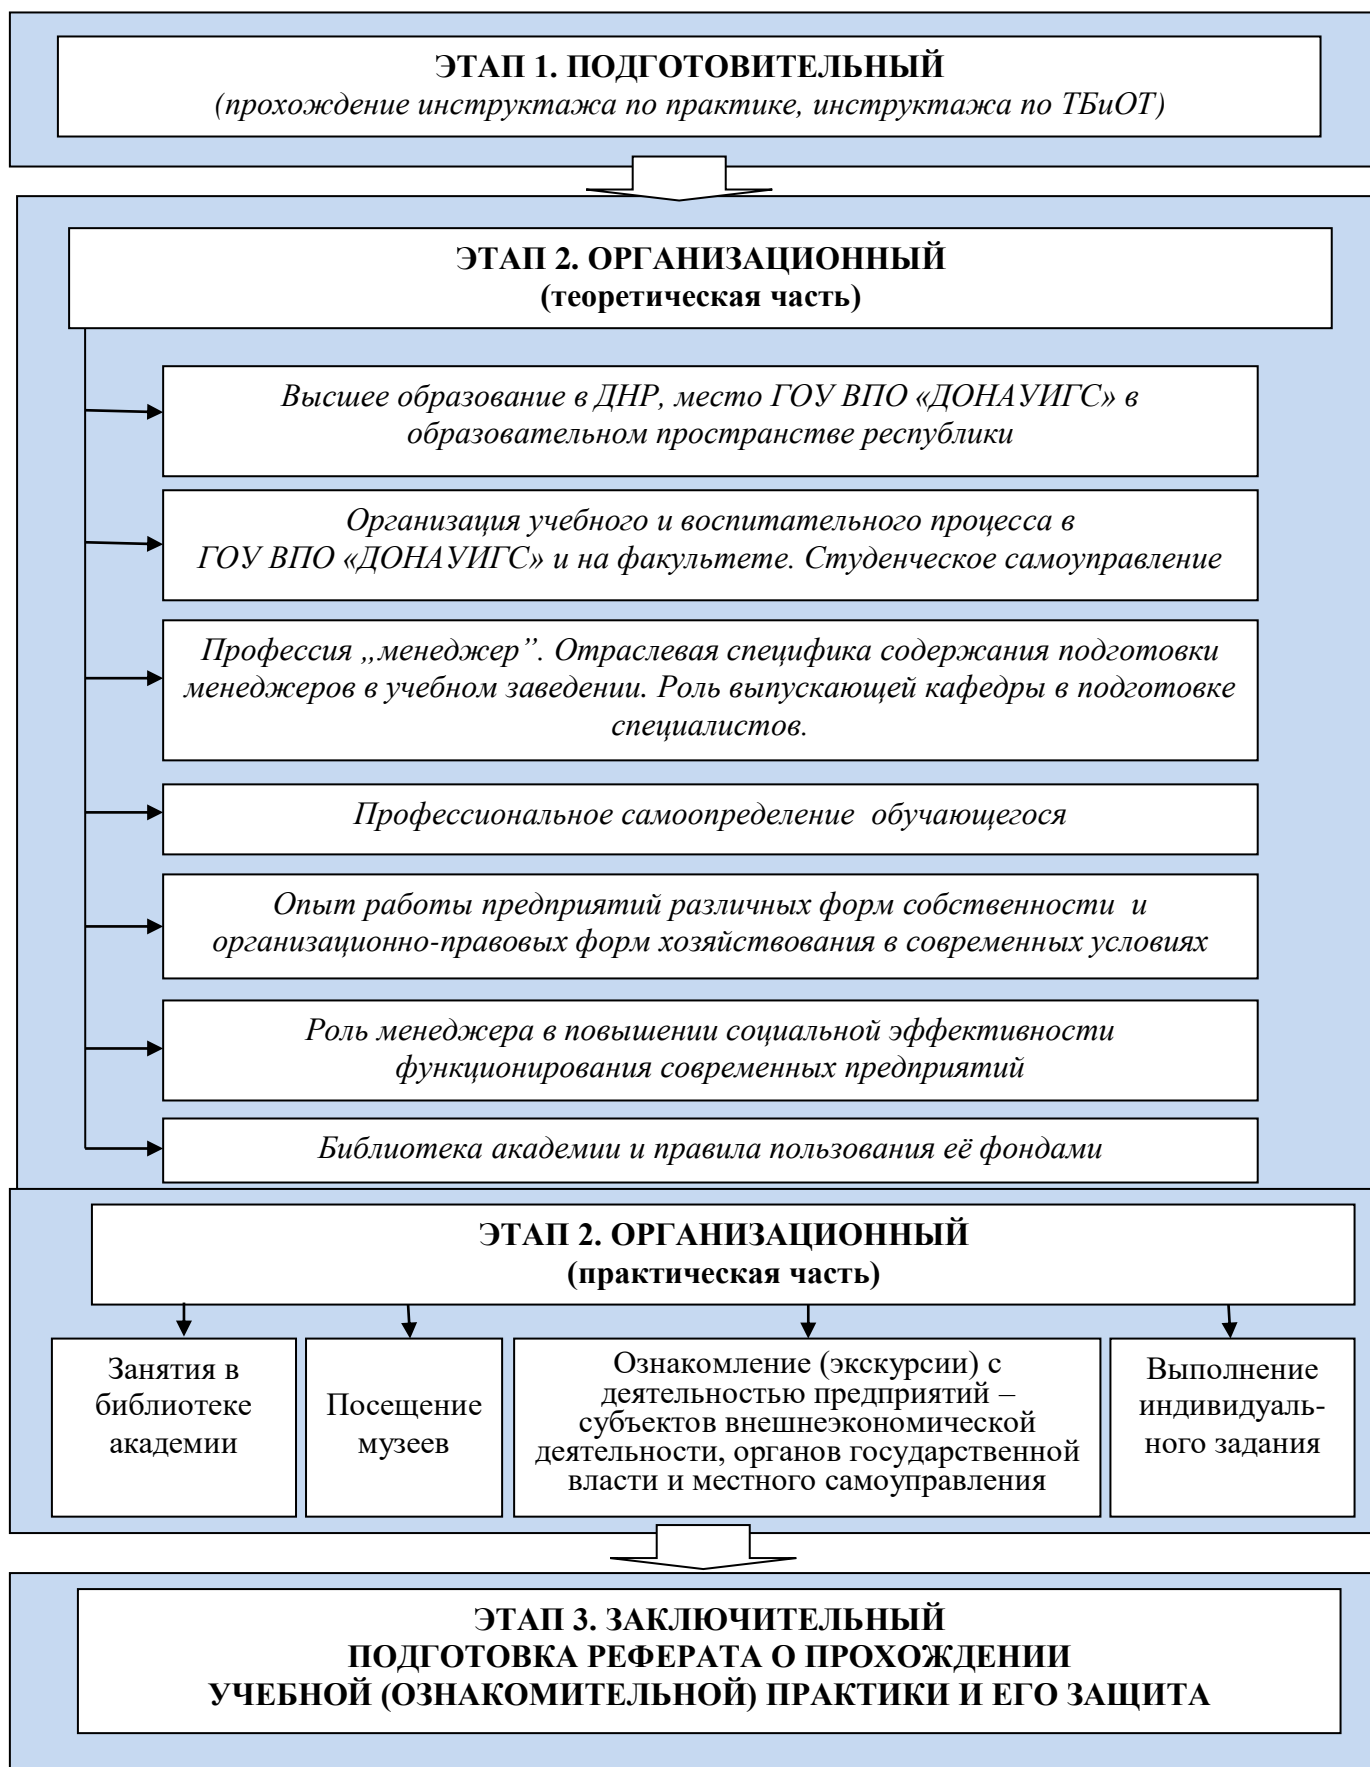 ЭТАП 1. ПОДГОТОВИТЕЛЬНЫЙ
(прохождение инструктажа по практике, инструктажа по ТБиОТ)
ЭТАП 2. ОРГАНИЗАЦИОННЫЙ
(теоретическая часть)
Высшее образование в ДНР, место ГОУ ВПО «ДОНАУИГС» в
образовательном пространстве республики
Организация учебного и воспитательного процесса в
ГОУ ВПО «ДОНАУИГС» и на факультете. Студенческое самоуправление
Профессия „менеджер”. Отраслевая специфика содержания подготовки
менеджеров в учебном заведении. Роль выпускающей кафедры в подготовке
специалистов.
Профессиональное самоопределение обучающегося
Опыт работы предприятий различных форм собственности и
организационно-правовых форм хозяйствования в современных условиях
Роль менеджера в повышении социальной эффективности
функционирования современных предприятий
Библиотека академии и правила пользования её фондами
ЭТАП 2. ОРГАНИЗАЦИОННЫЙ
(практическая часть)
Занятия в
библиотеке
академии
Посещение
музеев
Ознакомление (экскурсии) с
деятельностью предприятий –
субъектов внешнеэкономической
деятельности, органов государственной
власти и местного самоуправления
Выполнение
индивидуаль-
ного задания
ЭТАП 3. ЗАКЛЮЧИТЕЛЬНЫЙ
ПОДГОТОВКА РЕФЕРАТА О ПРОХОЖДЕНИИ
УЧЕБНОЙ (ОЗНАКОМИТЕЛЬНОЙ) ПРАКТИКИ И ЕГО ЗАЩИТА